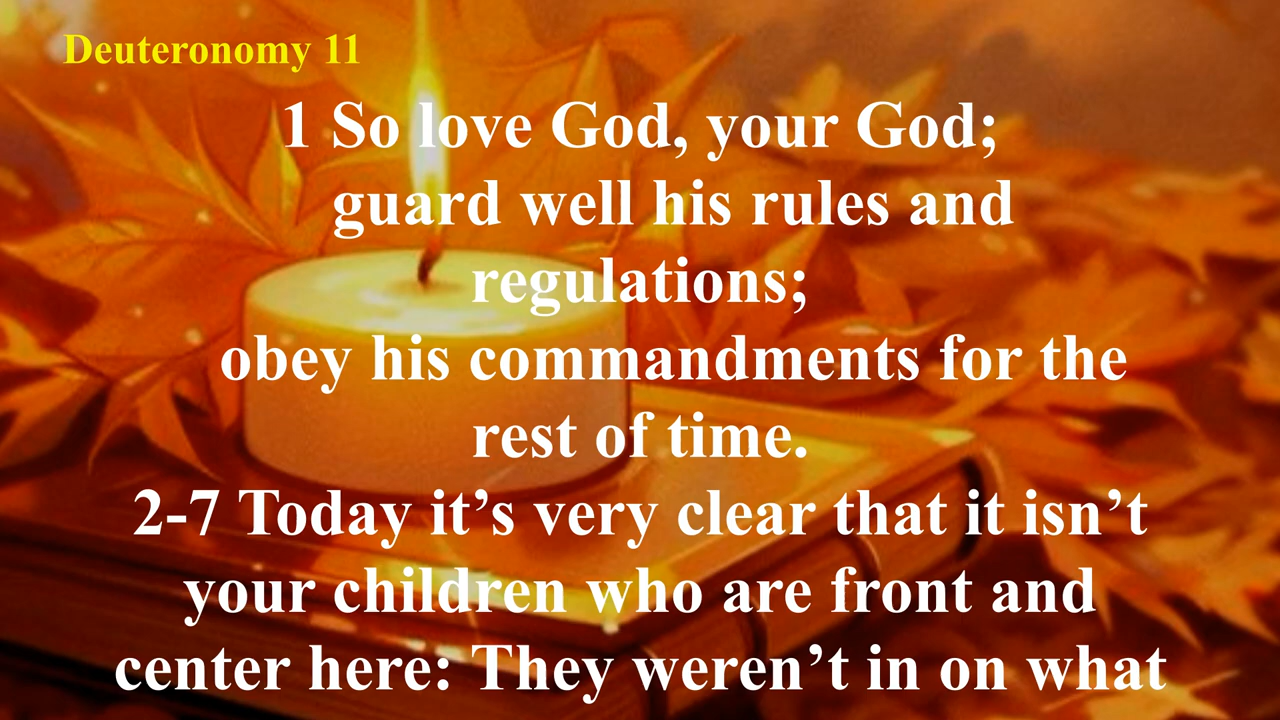 Deuteronomy 11
1 So love God, your God;
guard well his rules and
regulations;
obey his commandments for the
rest of time.
2-7 Today it’s very clear that it isn’t
your children who are front and
center here: They weren’t in on what